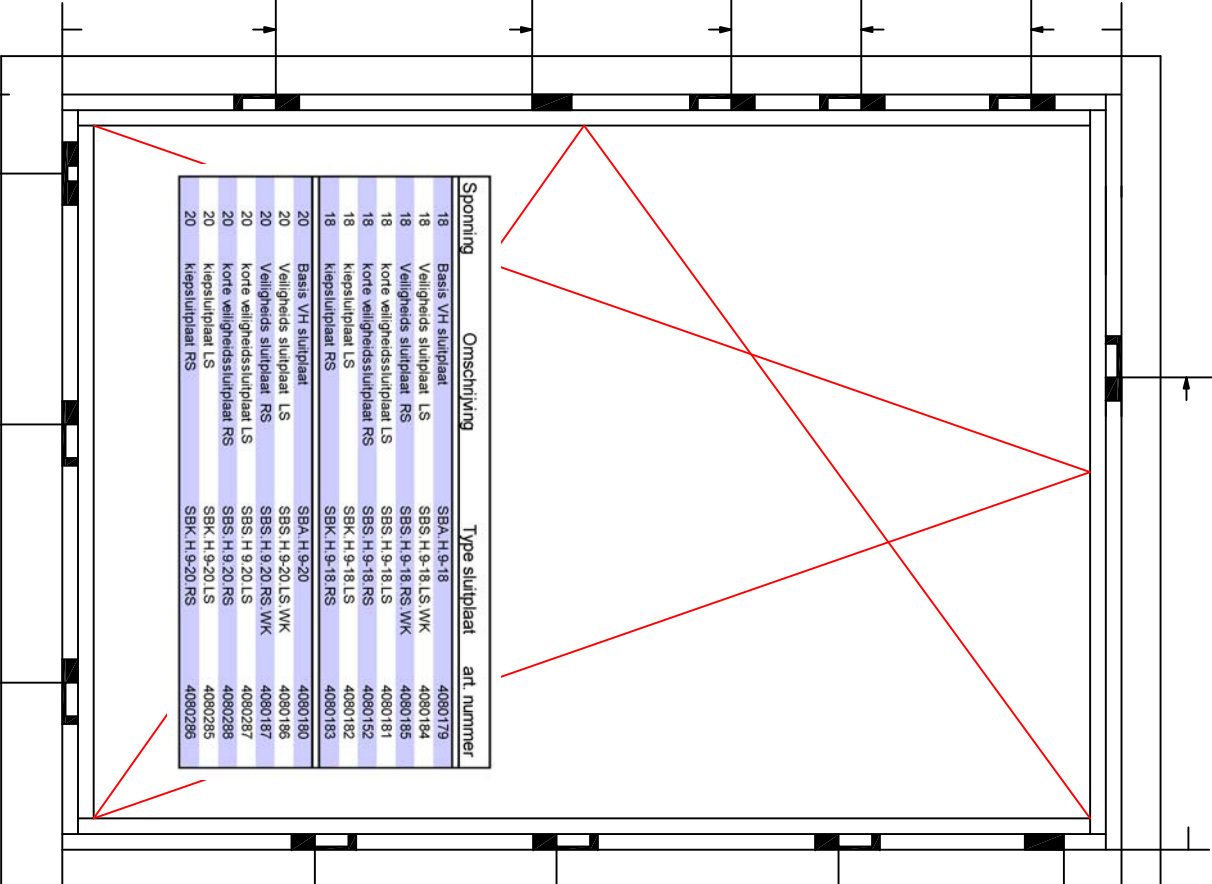 Sponning Omschrijving Type sluitplaat art. nummer
18 Basis VH sluitplaat SBA.H.9-18 4080179
18 Veiligheids sluitplaat LS SBS.H.9-18.LS.WK 4080184
18 Veiligheids sluitplaat RS SBS.H.9-18.RS.WK 4080185
18 korte veiligheidssluitplaat LS SBS.H.9-18.LS 4080181
18 korte veiligheidssluitplaat RS SBS.H.9-18.RS 4080152
18 kiepsluitplaat LS SBK.H.9-18.LS 4080182
18 kiepsluitplaat RS SBK.H.9-18.RS 4080183
20 Basis VH sluitplaat SBA.H.9-20 4080180
20 Veiligheids sluitplaat LS SBS.H.9-20.LS.WK 4080186
20 Veiligheids sluitplaat RS SBS.H.9.20.RS.WK 4080187
20 korte veiligheidssluitplaat LS SBS.H 9.20.LS 4080287
20 korte veiligheidssluitplaat RS SBS.H.9.20.RS 4080288
20 kiepsluitplaat LS SBK.H.9-20.LS 4080285
20 kiepsluitplaat RS SBK.H.9-20.RS 4080286